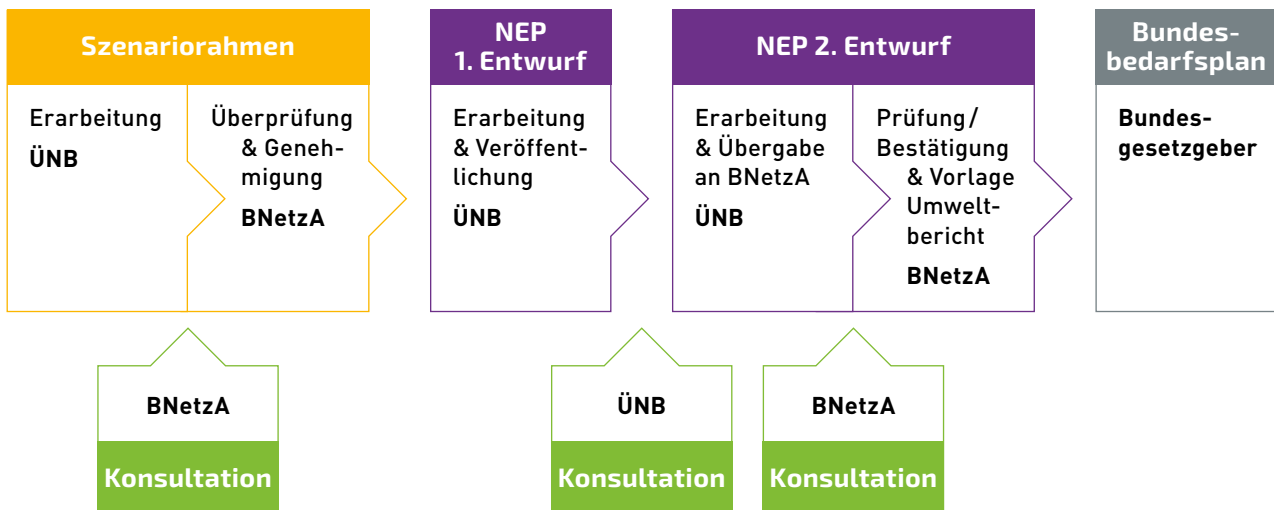 Szenariorahmen
Erarbeitung
ÜNB
Überprüfung
& Geneh-
migung
BNetzA
NEP
1. Entwurf
Erarbeitung
& Veröffent-
lichung
ÜNB
NEP 2. Entwurf
Erarbeitung
& Übergabe
an BNetzA
ÜNB
Prüfung/
Bestätigung
& Vorlage
Umwelt-
bericht
BNetzA
Bundes-
bedarfsplan
Bundes-
gesetzgeber
BNetzA
Konsultation
ÜNB
Konsultation
BNetzA
Konsultation